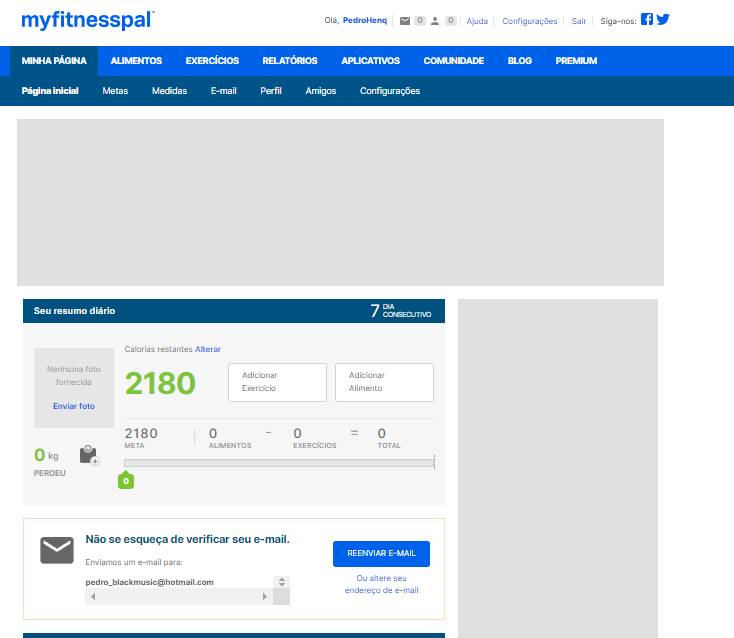 myfitnesspal
Olá, PedroHenq 0 0 Ajuda Configurações Sair Siga-nos:
MINHA PÁGINA ALIMENTOS EXERCÍCIOS RELATÓRIOS APLICATIVOS COMUNIDADE BLOG PREMIUM
Página inicial Metas Medidas E-mail Perfil Amigos Configurações
Seu resumo diário
7 DIA
CONSECUTIVO
Nenhuma foto
fornecida
Enviar foto
0 kg
PERDEU
Calorias restantes Alterar
2180
Adicionar
Exercício
Adicionar
Alimento
2180 0 - 0 = 0
META ALIMENTOS EXERCÍCIOS TOTAL
0
Não se esqueça de verificar seu e-mail.
Enviamos um e-mail para:
pedro_blackmusic@hotmail.com
REENVIAR E-MAIL
Ou altere seu
endereço de e-mail